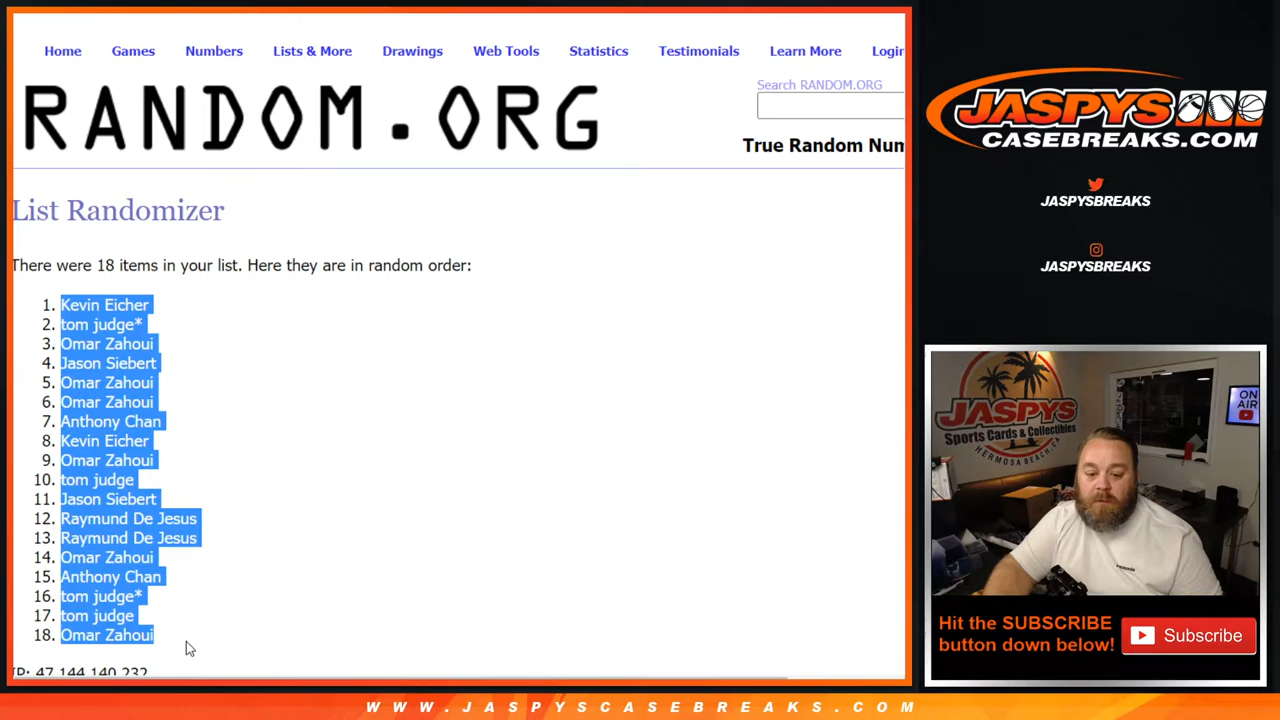 Home Games Numbers Lists & More Drawings Web Tools Statistics Testimonials Learn More Login
RANDOM.ORG
Search RANDOM.ORG
True Random Num
List Randomizer
There were 18 items in your list. Here they are in random order:
1. Kevin Eicher
2. tom judge*
3. Omar Zahoui
4. Jason Siebert
5. Omar Zahoui
6. Omar Zahoui
7. Anthony Chan
8. Kevin Eicher
9. Omar Zahoui
10. tom judge
11. Jason Siebert
12. Raymund De Jesus
13. Raymund De Jesus
14. Omar Zahoui
15. Anthony Chan
16. tom judge*
17. tom judge
18. Omar Zahoui
IP: 47.144.140.232
JASPYS
CASEBREAKS.COM
JASPYSBREAKS
JASPYSBREAKS
JASPYS
Sports Cards & Collectibles
HERMOSA BEACH, CA
ON
AIR
Hit the SUBSCRIBE
button down below!
Subscribe
WWW.JASPYSCASEBREAKS.COM